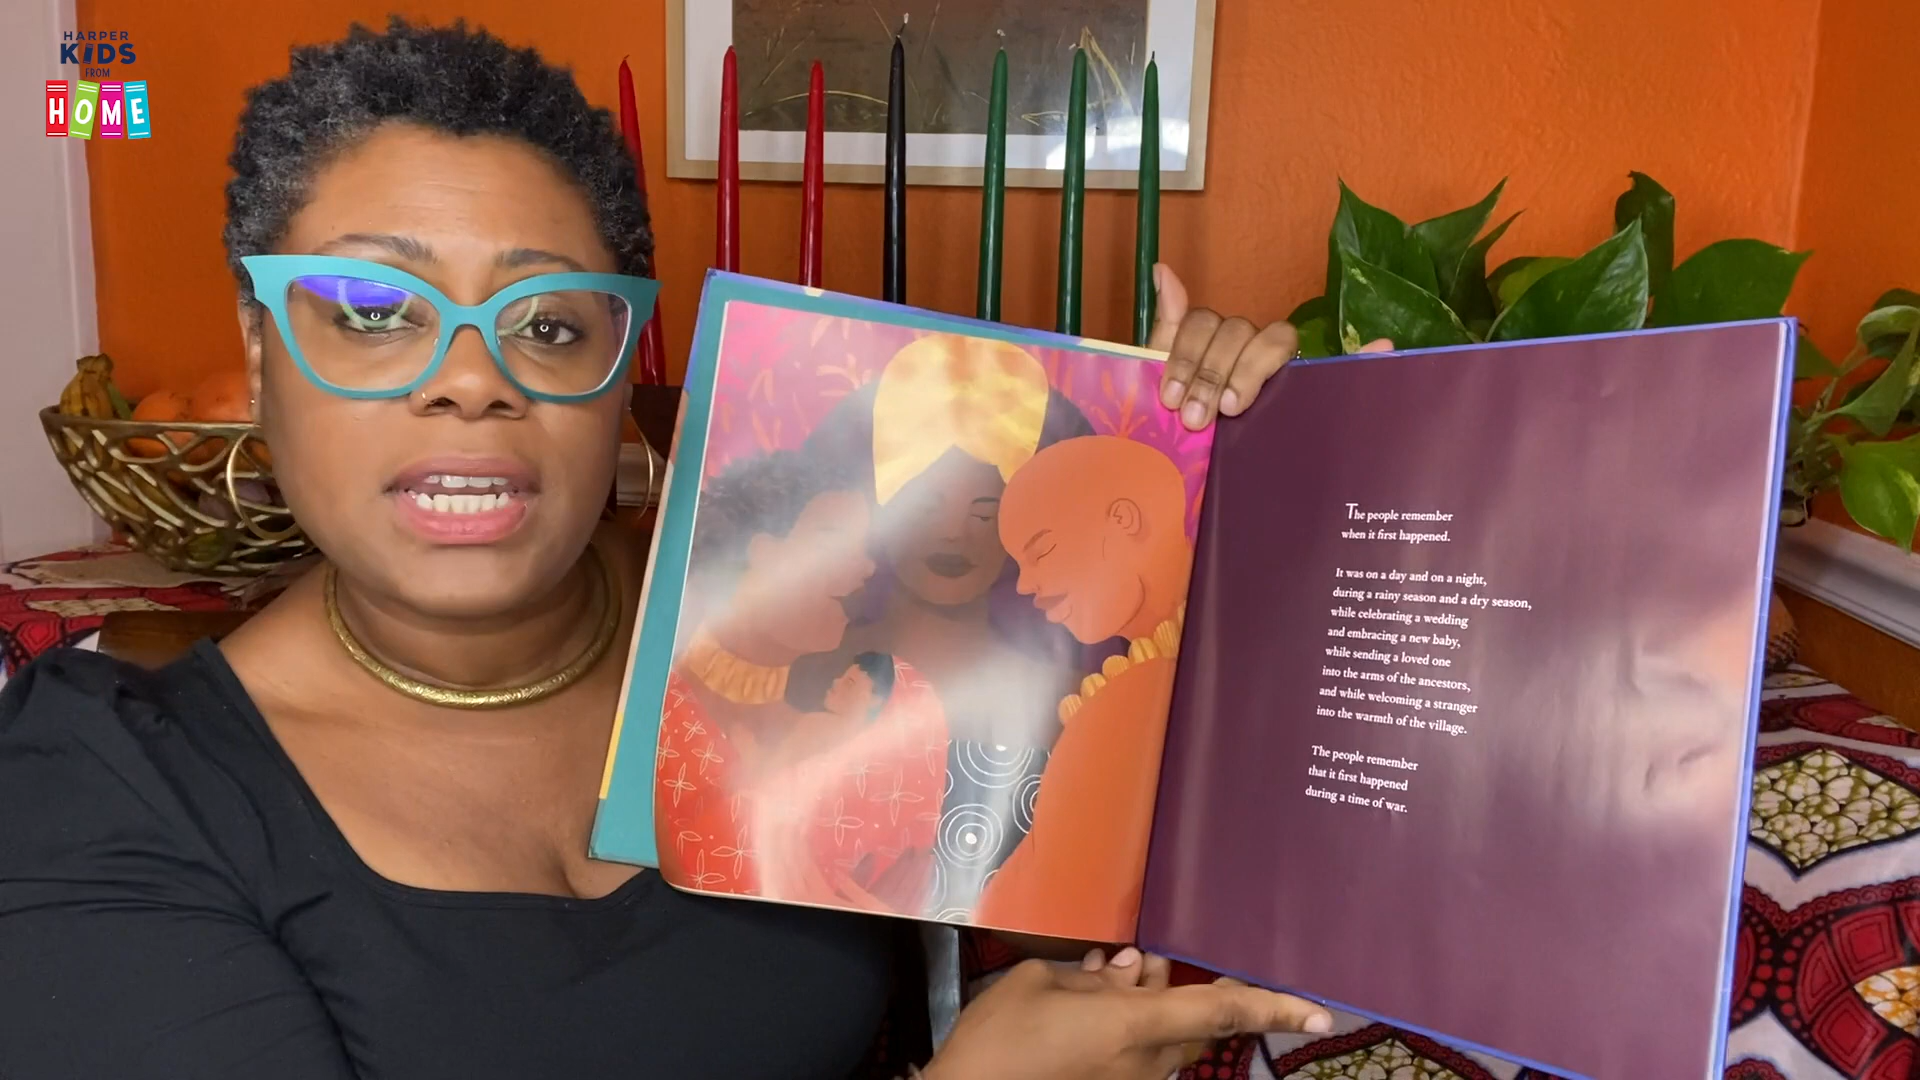 HARPER
KIDS
FROM
HOME
The people remember
when it first happened.
It was on a day and on a night,
during a rainy season and a dry season,
while celebrating a wedding
and embracing a new baby,
while sending a loved one
into the arms of the ancestors,
and while welcoming a stranger
into the warmth of the village.
The people remember
that it first happened
during a time of war.